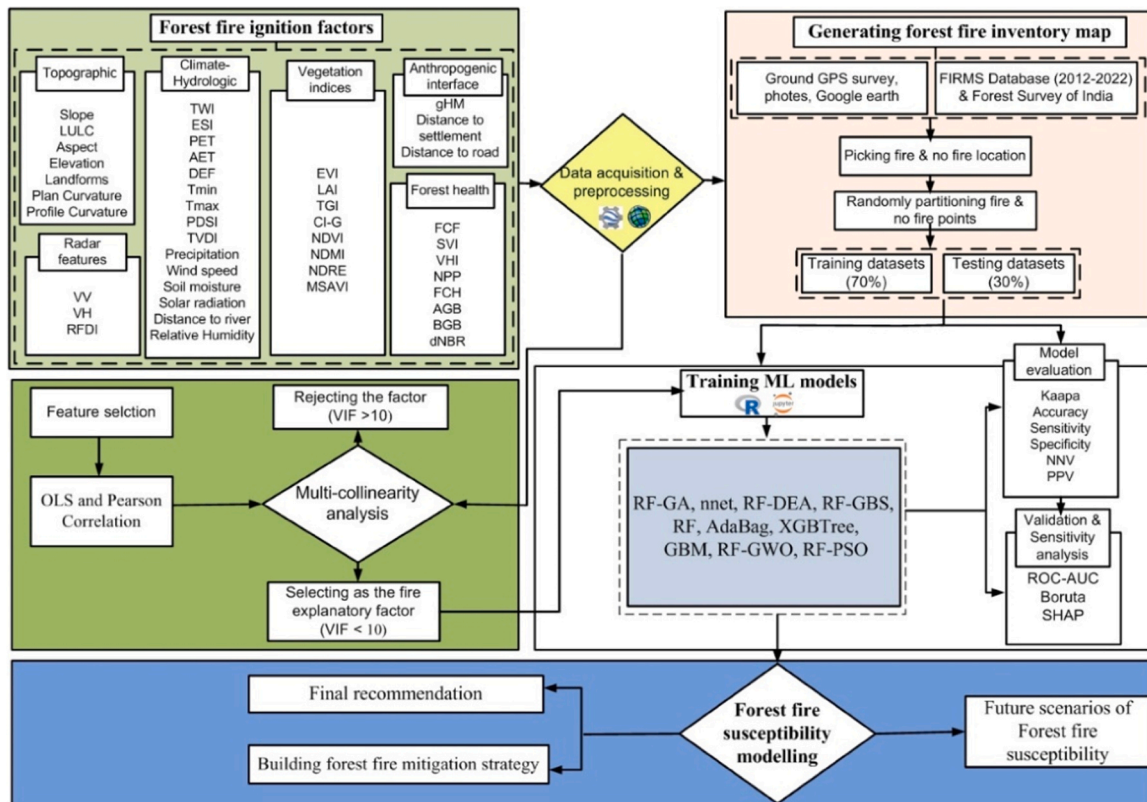 Forest fire ignition factors
Topographic
Slope
LULC
Aspect
Elevation
Landforms
Plan Curvature
Profile Curvature
Radar
features
VV
VH
RFDI
Climate-
Hydrologic
TWI
ESI
PET
AET
DEF
Tmin
Tmax
PDSI
TVDI
Precipitation
Wind speed
Soil moisture
Solar radiation
Distance to river
Relative Humidity
Vegetation
indices
EVI
LAI
TGI
CI-G
NDVI
NDMI
NDRE
MSAVI
Anthropogenic
interface
gHM
Distance to
settlement
Distance to road
Forest health
FCF
SVI
VHI
NPP
FCH
AGB
BGB
dNBR
Data acquisition &
preprocessing
Generating forest fire inventory map
Ground GPS survey,
photes, Google earth
FIRMS Database (2012-2022)
& Forest Survey of India
Picking fire & no fire location
Randomly partitioning fire &
no fire points
Training datasets
(70%)
Testing datasets
(30%)
Feature selction
OLS and Pearson
Correlation
Rejecting the factor
(VIF >10)
Multi-collinearity
analysis
Selecting as the fire
explanatory factor
(VIF < 10)
Training ML models
R
jupyter
RF-GA, nnet, RF-DEA, RF-GBS,
RF, AdaBag, XGBTree,
GBM, RF-GWO, RF-PSO
Model
evaluation
Kaapa
Accuracy
Sensitivity
Specificity
NNV
PPV
Validation &
Sensitivity
analysis
ROC-AUC
Boruta
SHAP
Final recommendation
Building forest fire mitigation strategy
Forest fire
susceptibility
modelling
Future scenarios of
Forest fire
susceptibility